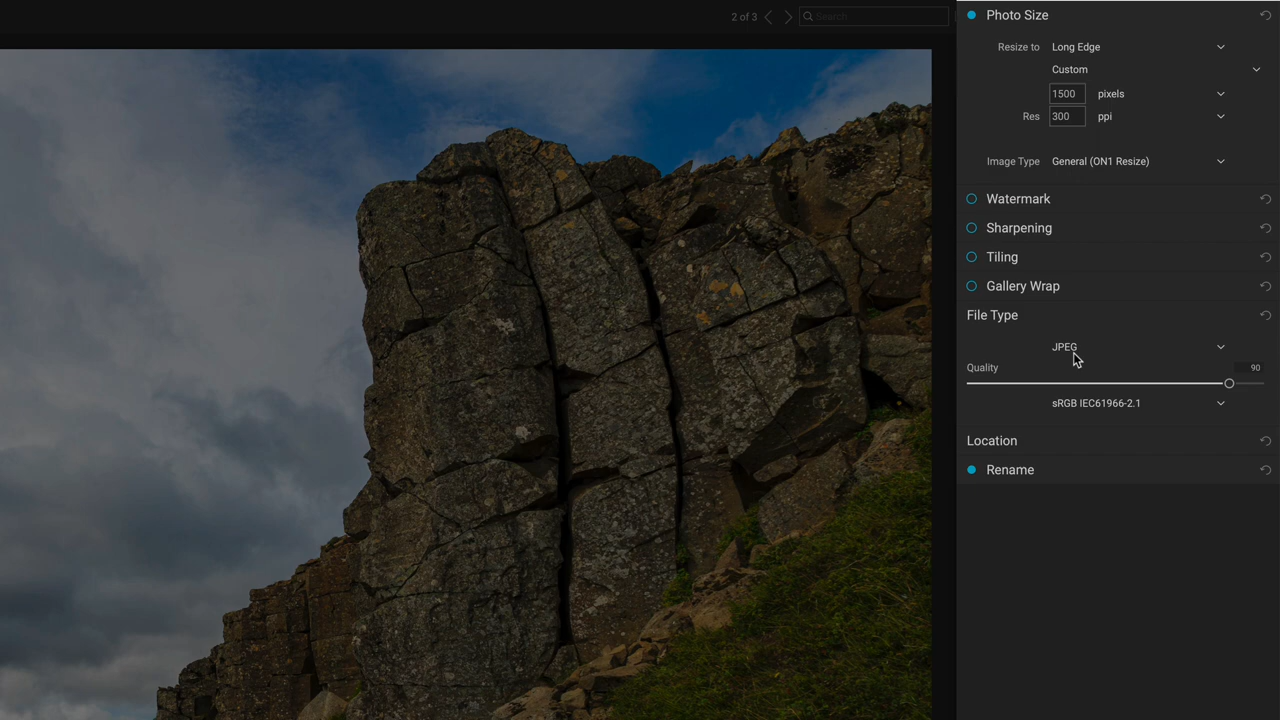 2 of 3
Search
Photo Size
Resize to Long Edge
Custom
1500 pixels
Res 300 ppi
Image Type General (ON1 Resize)
Watermark
Sharpening
Tiling
Gallery Wrap
File Type
JPEG
Quality 90
sRGB IEC61966-2.1
Location
Rename